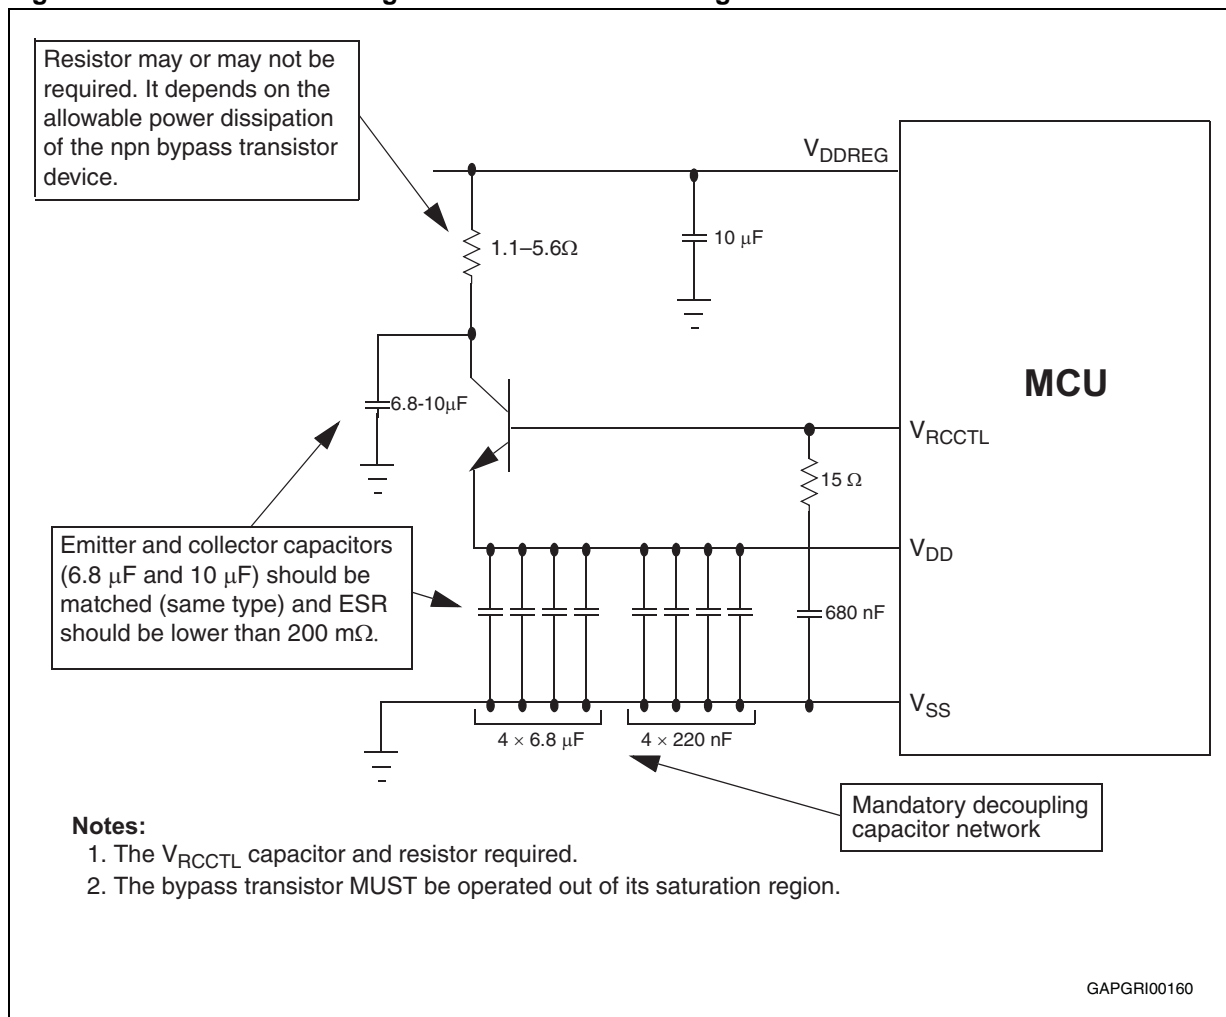 Resistor may or may not be
required. It depends on the
allowable power dissipation
of the npn bypass transistor
device.
VDDREG
1.1–5.6Ω
10 μF
MCU
6.8-10μF
VRCCTL
15 Ω
Emitter and collector capacitors
(6.8 μF and 10 μF) should be
matched (same type) and ESR
should be lower than 200 mΩ.
VDD
680 nF
VSS
4 × 6.8 μF
4 × 220 nF
Mandatory decoupling
capacitor network
Notes:
1. The VRCCTL capacitor and resistor required.
2. The bypass transistor MUST be operated out of its saturation region.
GAPGRI00160